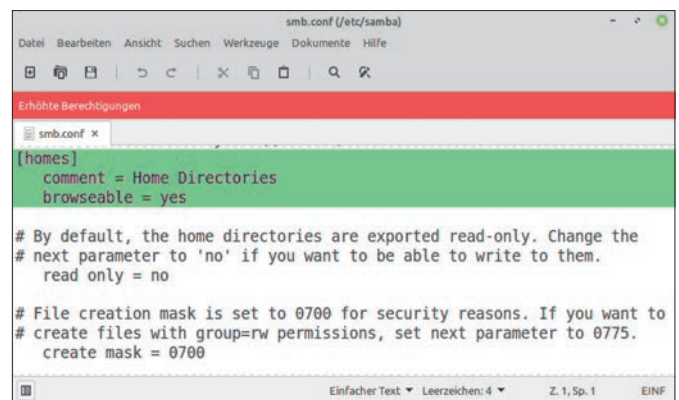 smb.conf (/etc/samba)
Datei Bearbeiten Ansicht Suchen Werkzeuge Dokumente Hilfe
Erhöhte Berechtigungen
smb.conf ×
[homes]
comment = Home Directories
browseable = yes
# By default, the home directories are exported read-only. Change the
# next parameter to 'no' if you want to be able to write to them.
read only = no
# File creation mask is set to 0700 for security reasons. If you want to
# create files with group=rw permissions, set next parameter to 0775.
create mask = 0700
Einfacher Text Leerzeichen: 4 Z. 1, Sp. 1 EINF